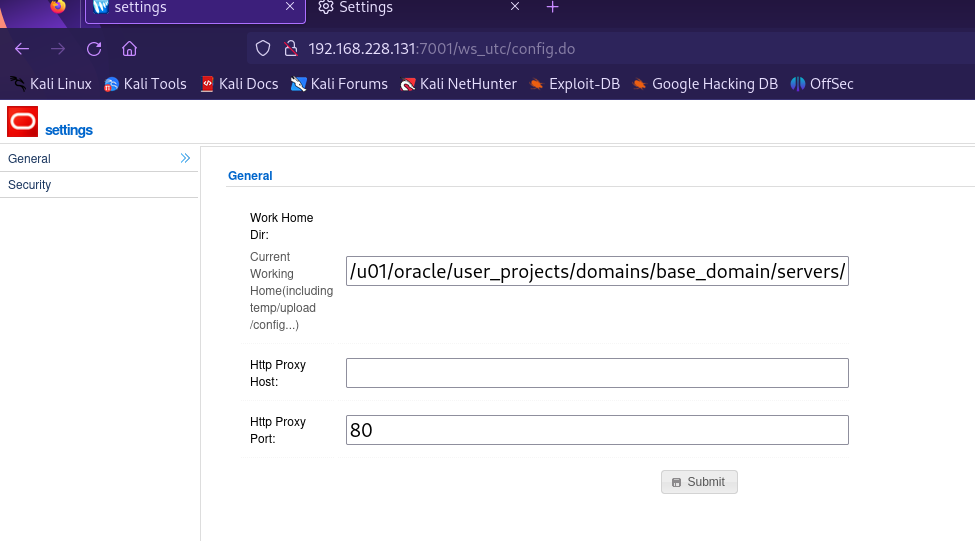 settings
Settings
192.168.228.131:7001/ws_utc/config.do
Kali Linux Kali Tools Kali Docs Kali Forums Kali NetHunter Exploit-DB Google Hacking DB OffSec
settings
General
Security
General
Work Home
Dir:
Current
Working
Home(including
temp/upload
/config...)
/u01/oracle/user_projects/domains/base_domain/servers/
Http Proxy
Host:
Http Proxy
Port:
80
Submit